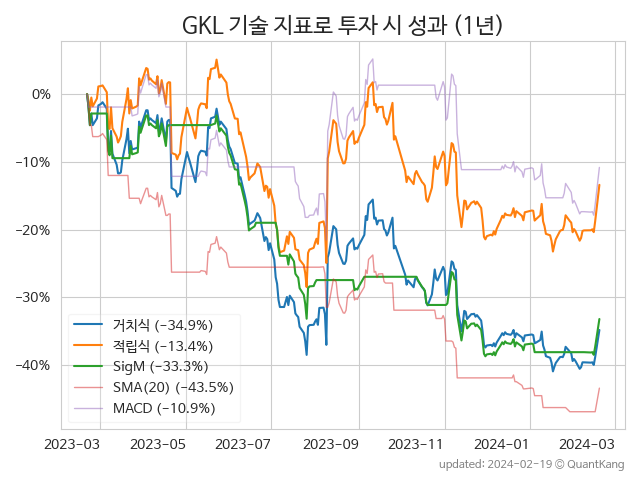 GKL 기술 지표로 투자 시 성과 (1년)
0%
−10%
−20%
−30%
−40%
거치식 (−34.9%)
적립식 (−13.4%)
SigM (−33.3%)
SMA(20) (−43.5%)
MACD (−10.9%)
2023-03 2023-05 2023-07 2023-09 2023-11 2024-01 2024-03
updated: 2024-02-19 © QuantKang